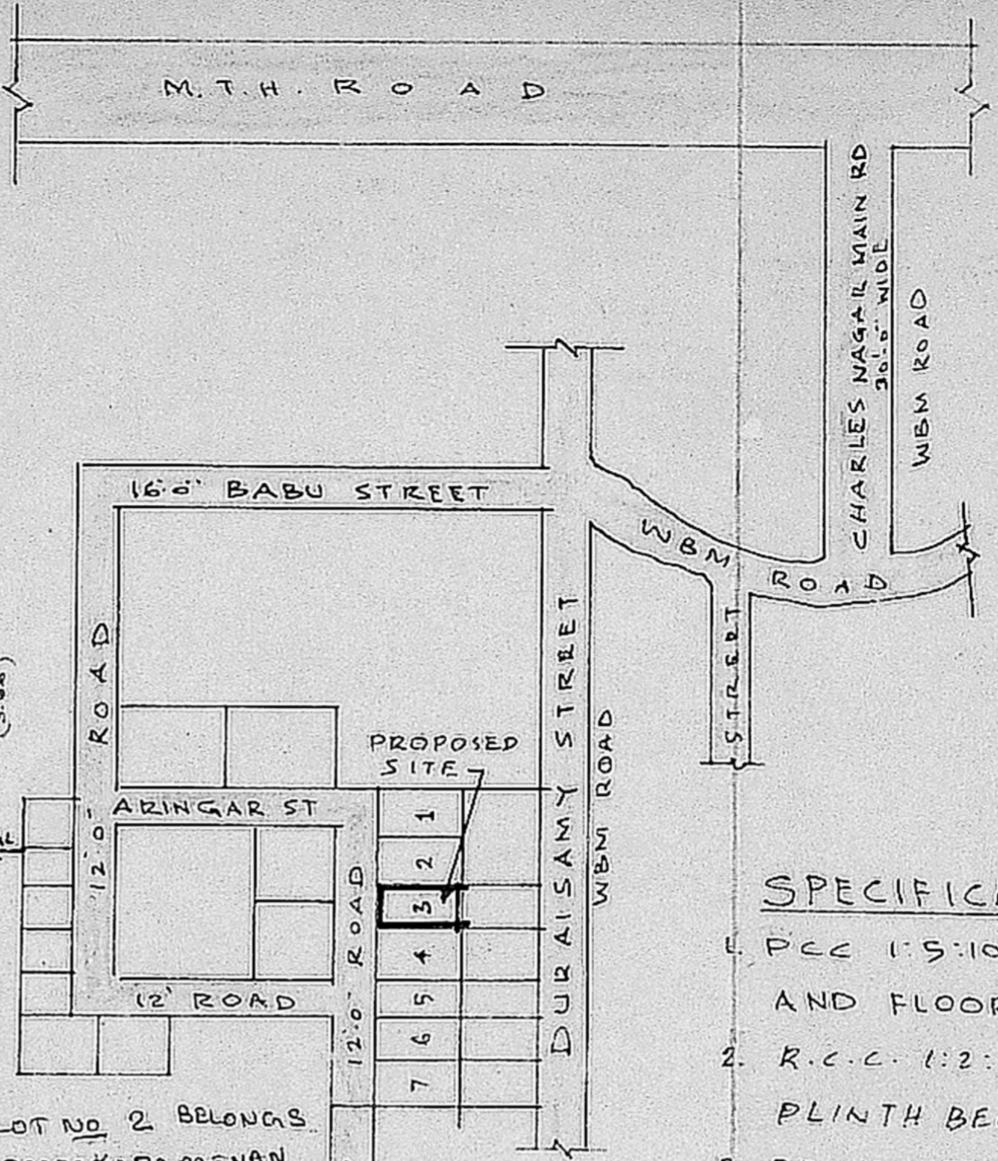 M.T.H. ROAD
CHARLES NAGAR MAIN RD
30'-0" WIDE
WBM ROAD
16'-0" BABU STREET
WBM ROAD
STREET
12'-0" ROAD
DURAISAMY STREET
WBM ROAD
PROPOSED
SITE
ARINGAR ST
1
2
3
4
5
6
7
12'-0" ROAD
12' ROAD
LOT NO 2 BELONGS
SPECIFICA
1. PCC 1:5:10
AND FLOOR
2. R.C.C. 1:2:
PLINTH BE